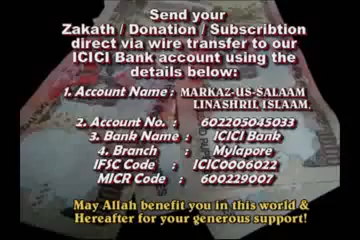 Send your
Zakath / Donation / Subscribtion
direct via wire transfer to our
ICICI Bank account using the
details below:
1. Account Name : MARKAZ-US-SALAAM
LINASHRIL ISLAAM.
2. Account No. : 602205045033
3. Bank Name : ICICI Bank
4. Branch : Mylapore
IFSC Code : ICIC0006022
MICR Code : 600229007
May Allah benefit you in this world &
Hereafter for your generous support!